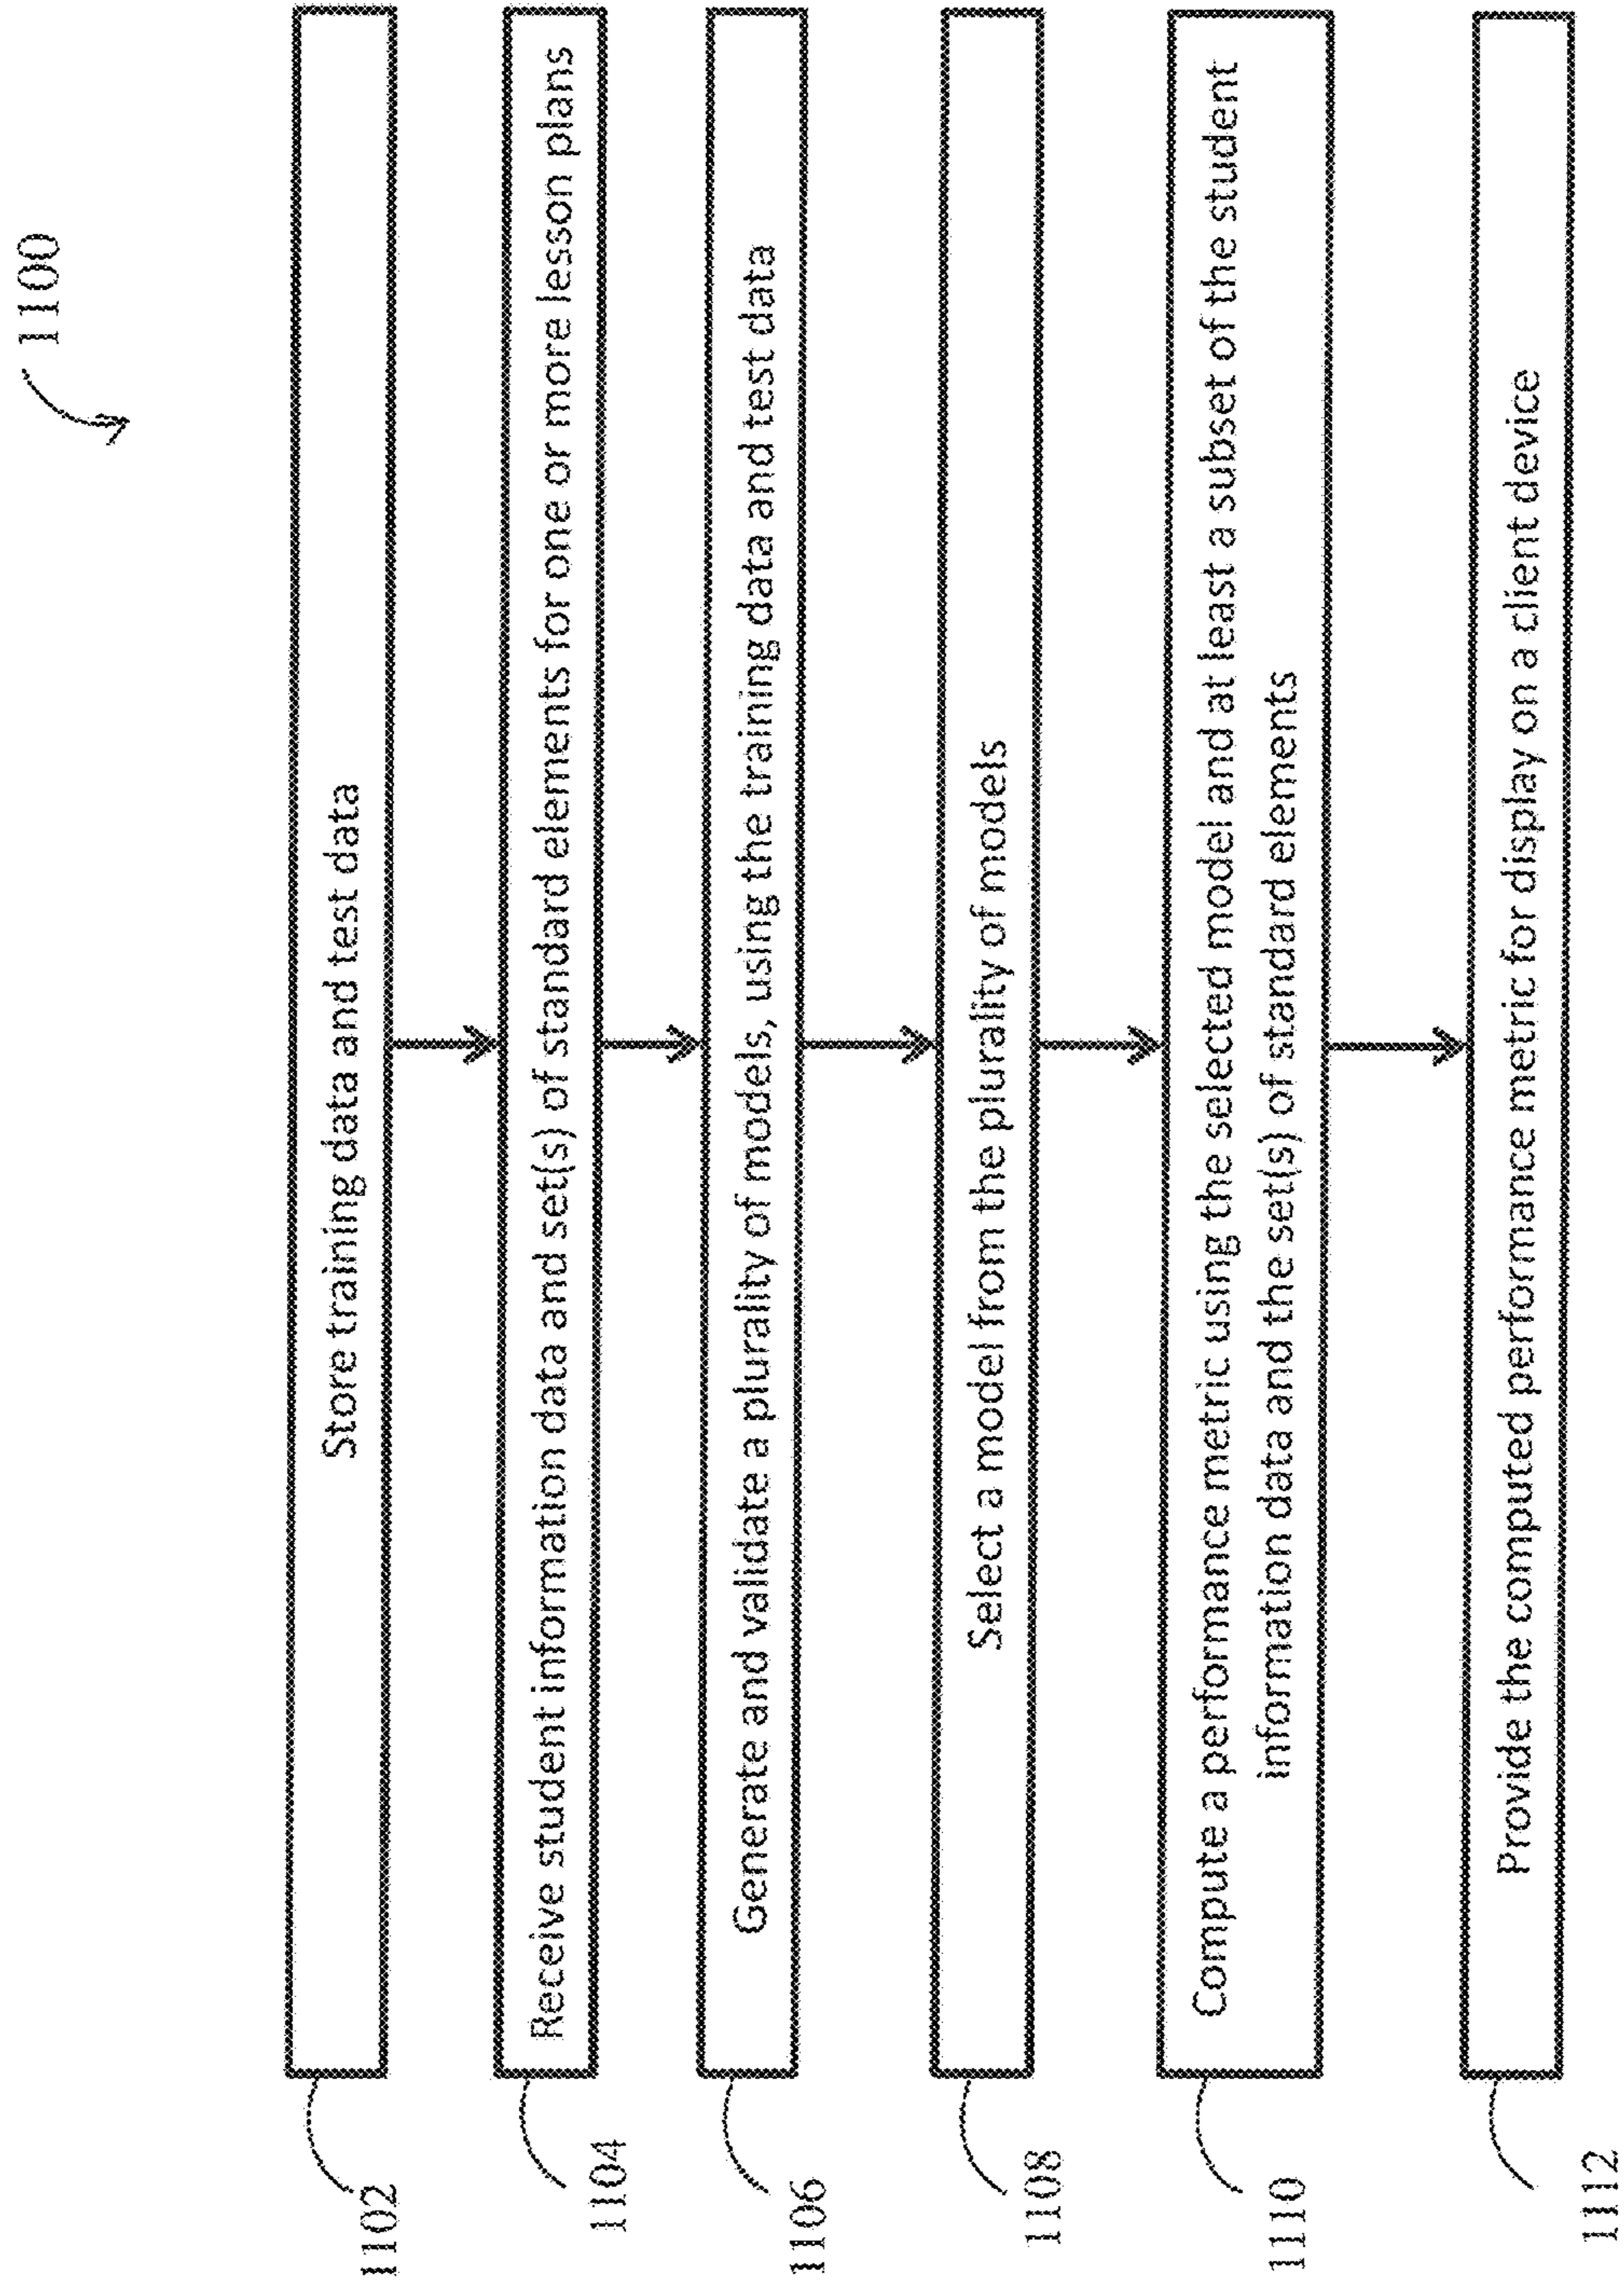 1100
1102
Store training data and test data
1104
Receive student information data and set(s) of standard elements for one or more lesson plans
1106
Generate and validate a plurality of models, using the training data and test data
1108
Select a model from the plurality of models
1110
Compute a performance metric using the selected model and at least a subset of the student
information data and the set(s) of standard elements
1112
Provide the computed performance metric for display on a client device